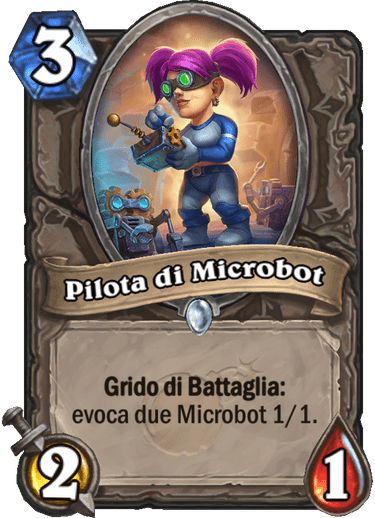 3
Pilota di Microbot
Grido di Battaglia:
evoca due Microbot 1/1.
2
1